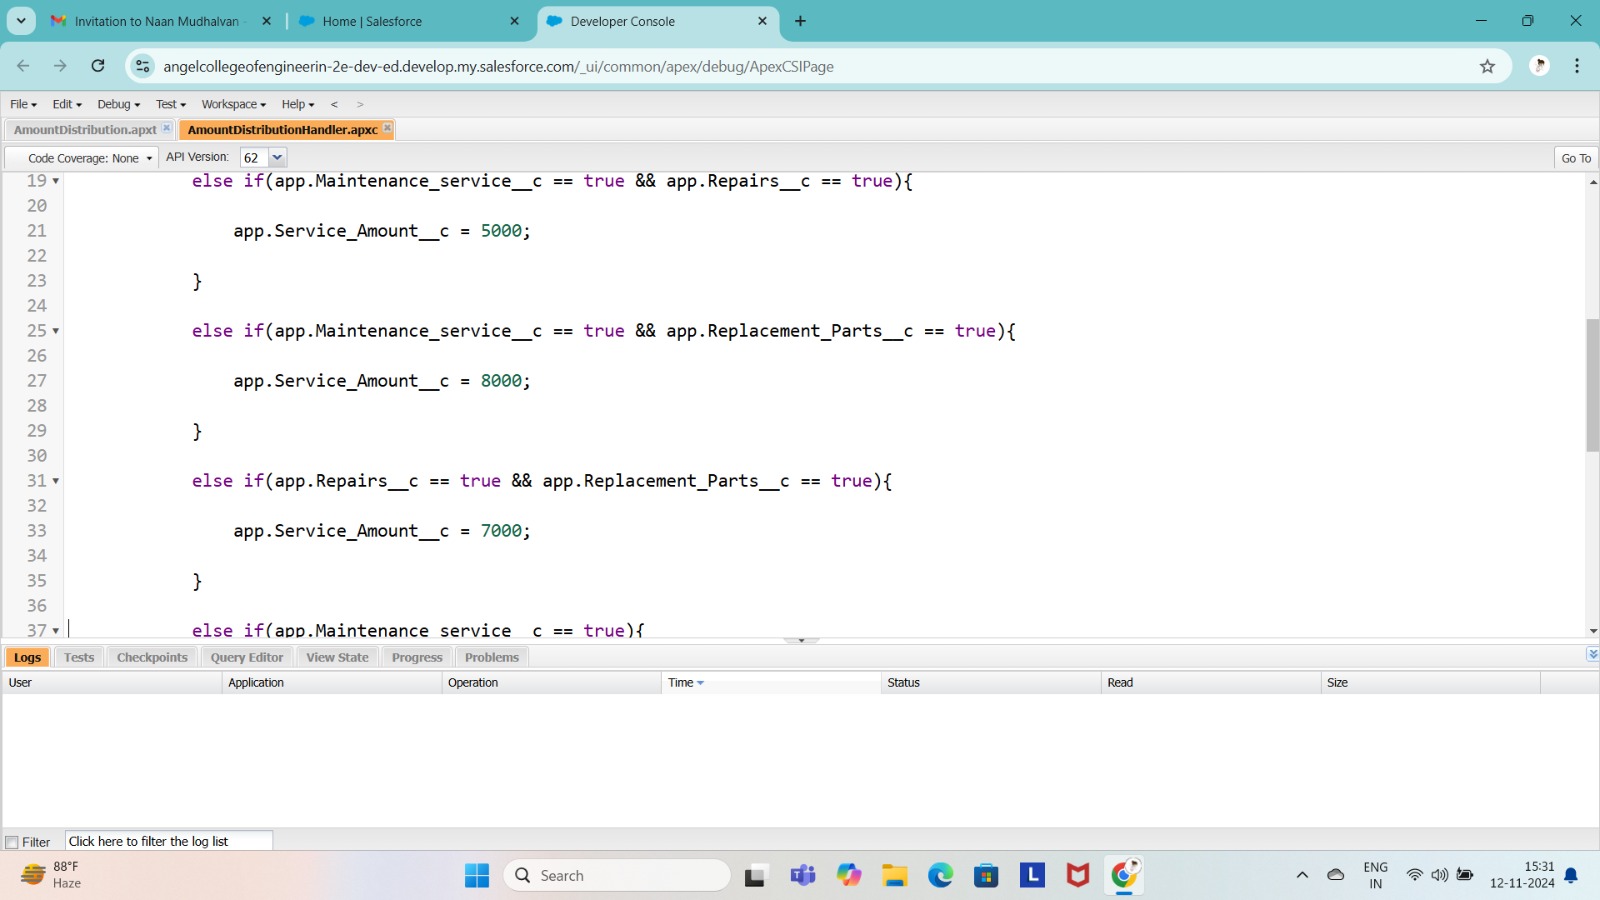 Invitation to Naan Mudhalvan
Home | Salesforce
Developer Console
angelcollegeofengineerin-2e-dev-ed.develop.my.salesforce.com/_ui/common/apex/debug/ApexCSIPage
File Edit Debug Test Workspace Help < >
AmountDistribution.apxt AmountDistributionHandler.apxc
Code Coverage: None API Version: 62 Go To
19 else if(app.Maintenance_service__c == true && app.Repairs__c == true){
20
21 app.Service_Amount__c = 5000;
22
23 }
24
25 else if(app.Maintenance_service__c == true && app.Replacement_Parts__c == true){
26
27 app.Service_Amount__c = 8000;
28
29 }
30
31 else if(app.Repairs__c == true && app.Replacement_Parts__c == true){
32
33 app.Service_Amount__c = 7000;
34
35 }
36
37 else if(app.Maintenance_service__c == true){
Logs Tests Checkpoints Query Editor View State Progress Problems
User Application Operation Time Status Read Size
Filter Click here to filter the log list
88°F
Haze
Search
L
ENG
IN
15:31
12-11-2024